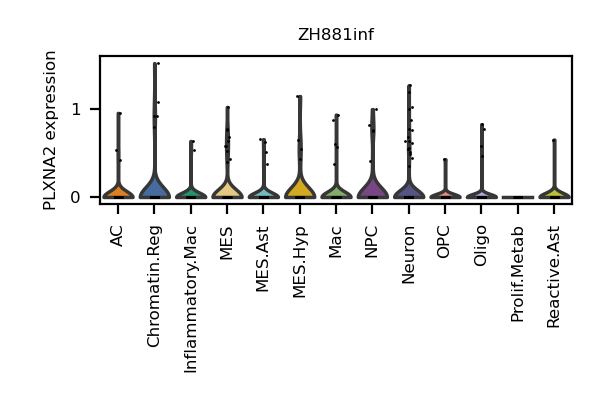 ZH881inf
PLXNA2 expression
1
0
AC
Chromatin.Reg
Inflammatory.Mac
MES
MES.Ast
MES.Hyp
Mac
NPC
Neuron
OPC
Oligo
Prolif.Metab
Reactive.Ast